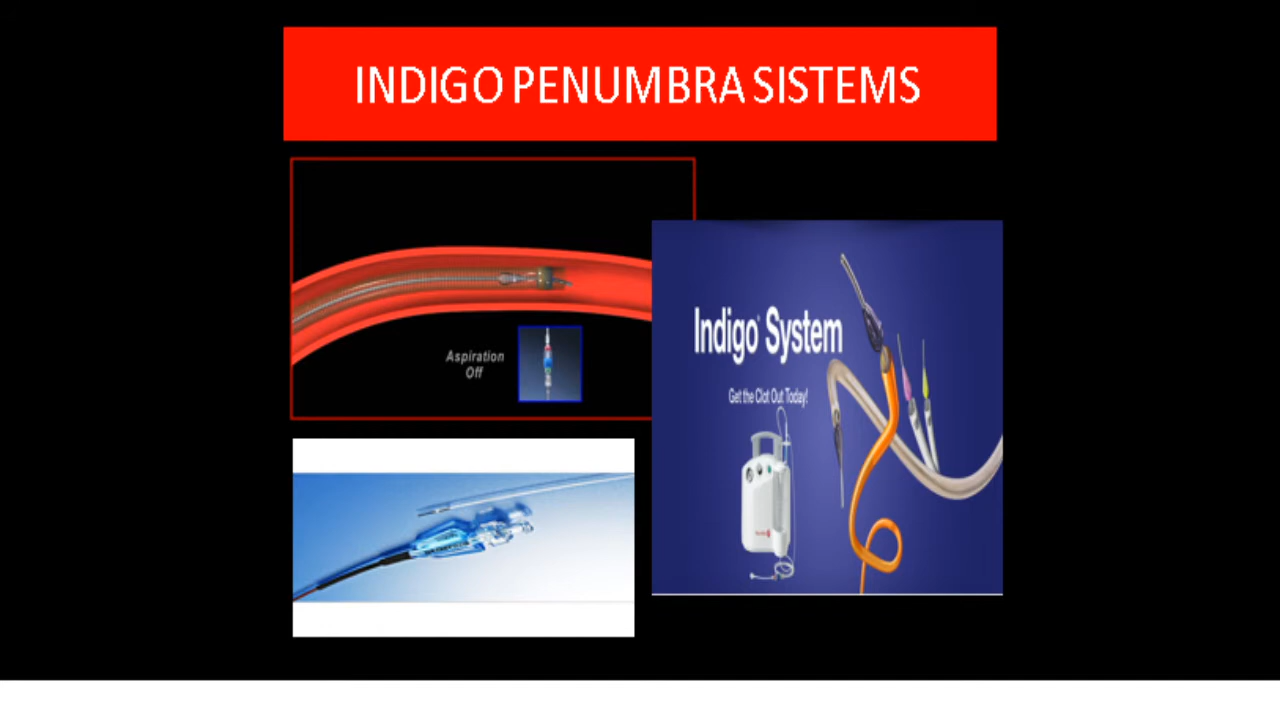 INDIGO PENUMBRA SISTEMS
Aspiration
Off
Indigo® System
Get the Clot Out Today!